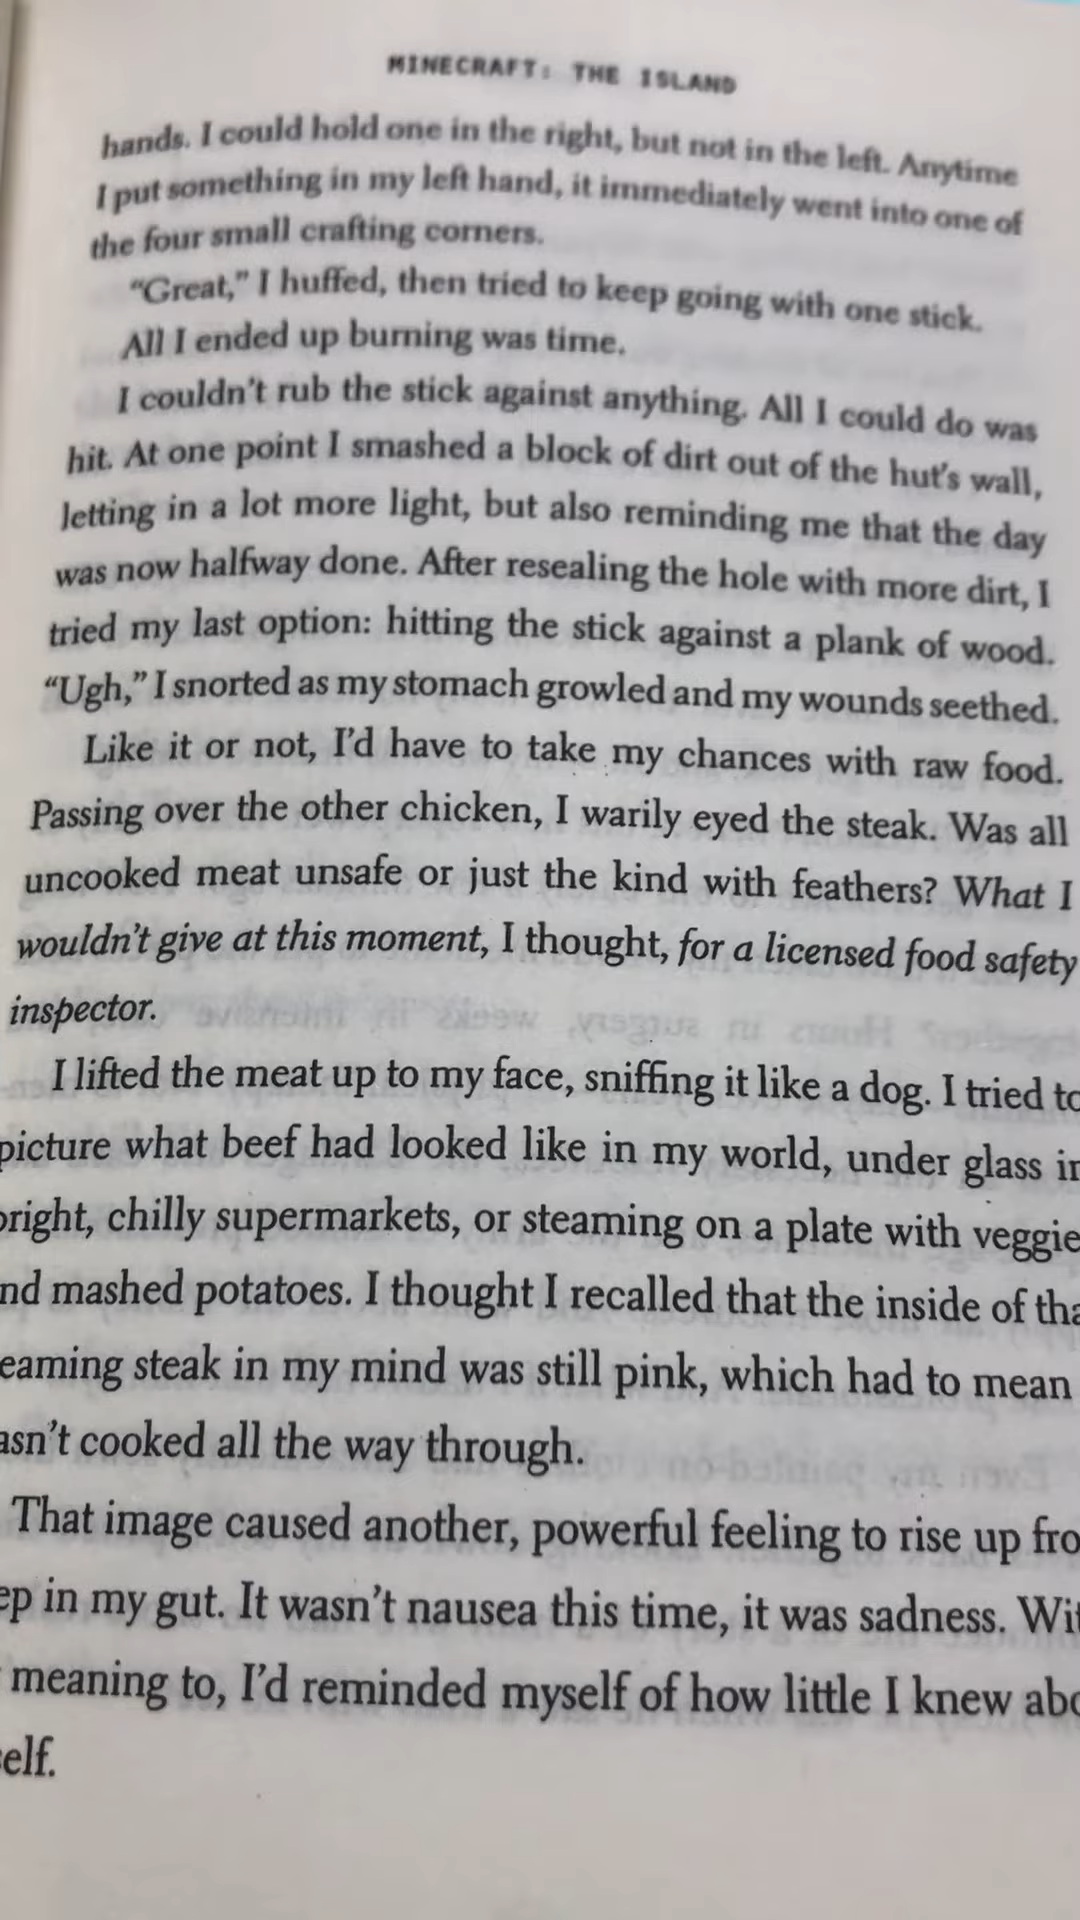 MINECRAFT: THE ISLAND
hands. I could hold one in the right, but not in the left. Anytime
I put something in my left hand, it immediately went into one of
the four small crafting corners.
“Great,” I huffed, then tried to keep going with one stick.
All I ended up burning was time.
I couldn’t rub the stick against anything. All I could do was
hit. At one point I smashed a block of dirt out of the hut’s wall,
letting in a lot more light, but also reminding me that the day
was now halfway done. After resealing the hole with more dirt, I
tried my last option: hitting the stick against a plank of wood.
“Ugh,” I snorted as my stomach growled and my wounds seethed.
Like it or not, I’d have to take my chances with raw food.
Passing over the other chicken, I warily eyed the steak. Was all
uncooked meat unsafe or just the kind with feathers? What I
wouldn’t give at this moment, I thought, for a licensed food safety
inspector.
I lifted the meat up to my face, sniffing it like a dog. I tried to
picture what beef had looked like in my world, under glass in
right, chilly supermarkets, or steaming on a plate with veggie
nd mashed potatoes. I thought I recalled that the inside of tha
eaming steak in my mind was still pink, which had to mean
asn’t cooked all the way through.
That image caused another, powerful feeling to rise up fro
ep in my gut. It wasn’t nausea this time, it was sadness. Wit
meaning to, I’d reminded myself of how little I knew abo
elf.